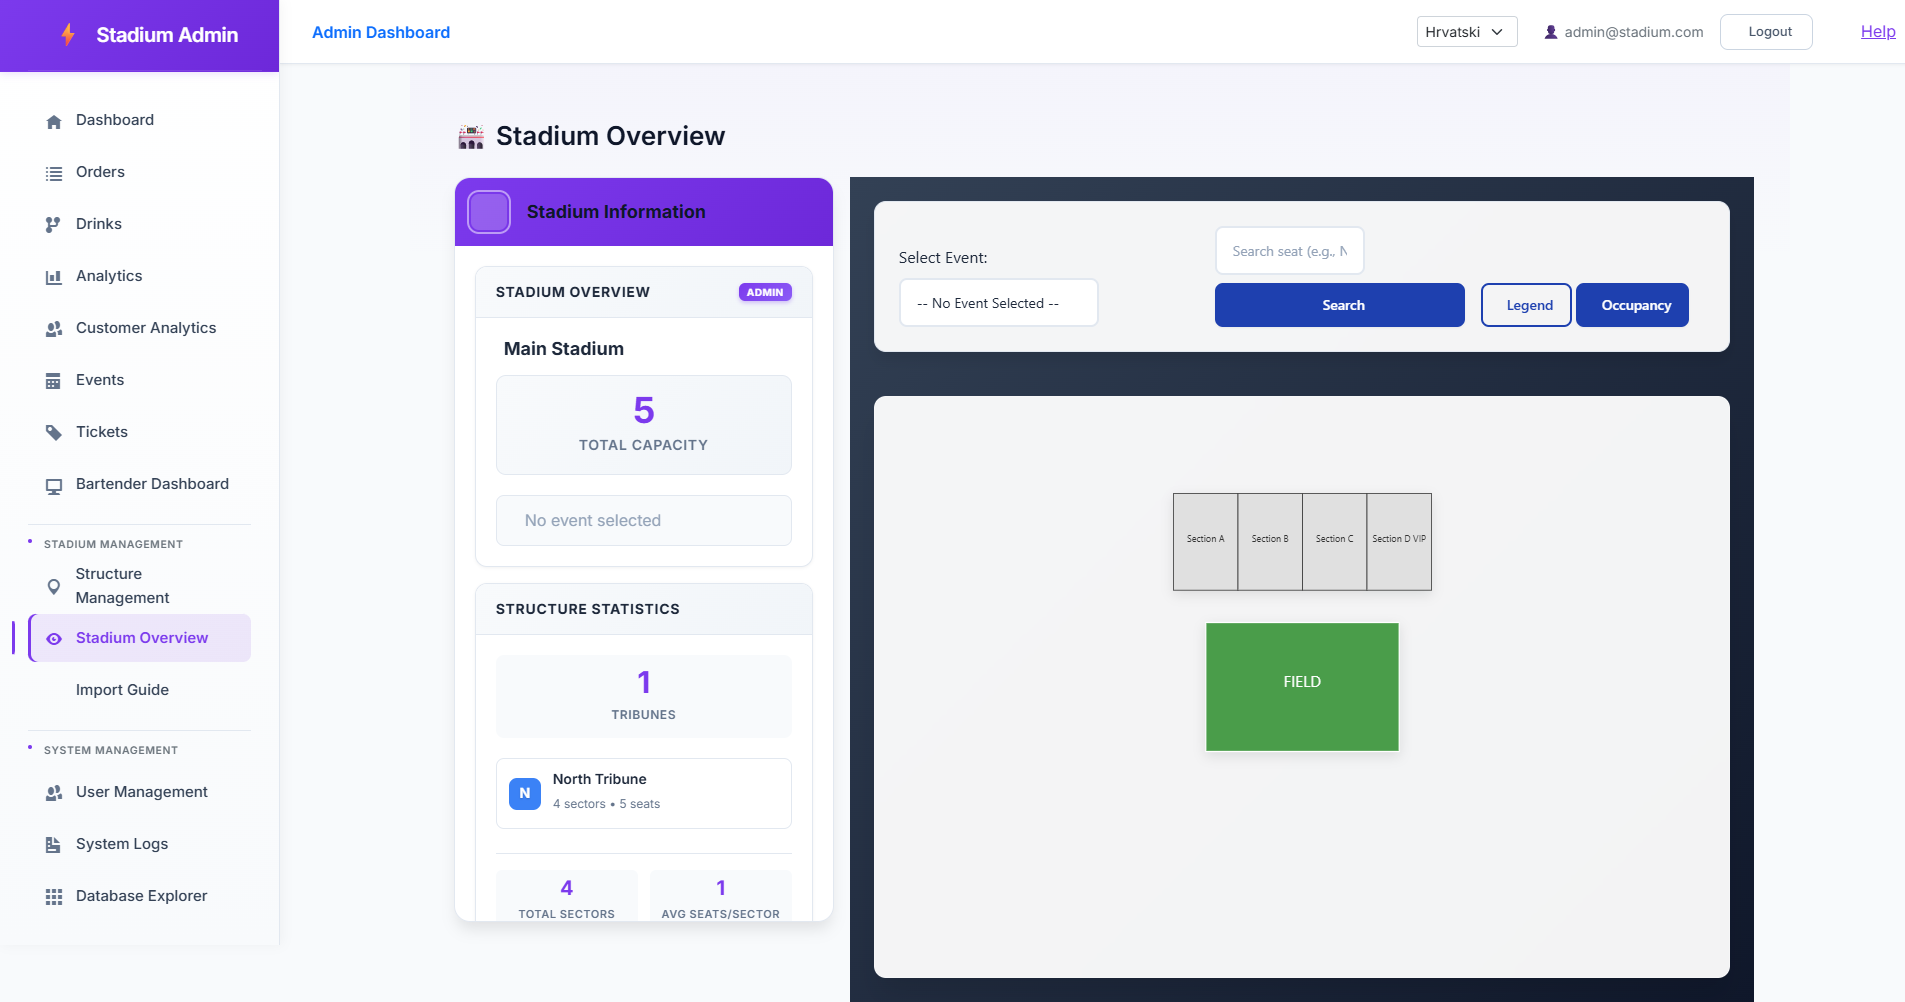 Stadium Admin
Admin Dashboard
Hrvatski
admin@stadium.com
Logout
Help
Dashboard
Orders
Drinks
Analytics
Customer Analytics
Events
Tickets
Bartender Dashboard
STADIUM MANAGEMENT
Structure
Management
Stadium Overview
Import Guide
SYSTEM MANAGEMENT
User Management
System Logs
Database Explorer
Stadium Overview
Stadium Information
STADIUM OVERVIEW
ADMIN
Main Stadium
5
TOTAL CAPACITY
No event selected
STRUCTURE STATISTICS
1
TRIBUNES
N
North Tribune
4 sectors • 5 seats
4
TOTAL SECTORS
1
AVG SEATS/SECTOR
Select Event:
-- No Event Selected --
Search seat (e.g., N
Search
Legend
Occupancy
Section A
Section B
Section C
Section D VIP
FIELD